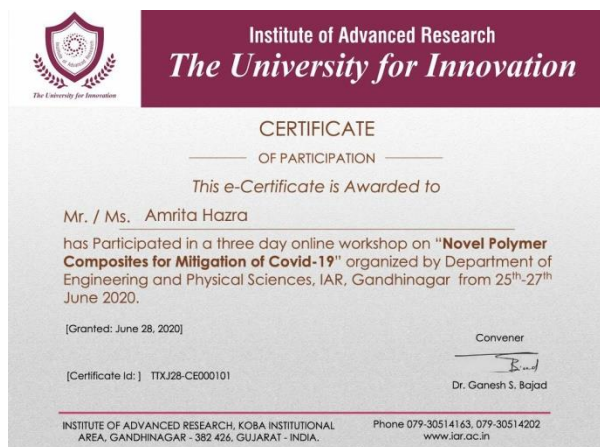 Institute of Advanced Research
The University for Innovation
The University for Innovation
CERTIFICATE
OF PARTICIPATION
This e-Certificate is Awarded to
Mr. / Ms. Amrita Hazra
has Participated in a three day online workshop on “Novel Polymer
Composites for Mitigation of Covid-19” organized by Department of
Engineering and Physical Sciences, IAR, Gandhinagar from 25th-27th
June 2020.
[Granted: June 28, 2020]
Convener
[Certificate Id: ] TTXJ28-CE000101
Dr. Ganesh S. Bajad
INSTITUTE OF ADVANCED RESEARCH, KOBA INSTITUTIONAL
AREA, GANDHINAGAR - 382 426, GUJARAT - INDIA.
Phone 079-30514163, 079-30514202
www.iar.ac.in